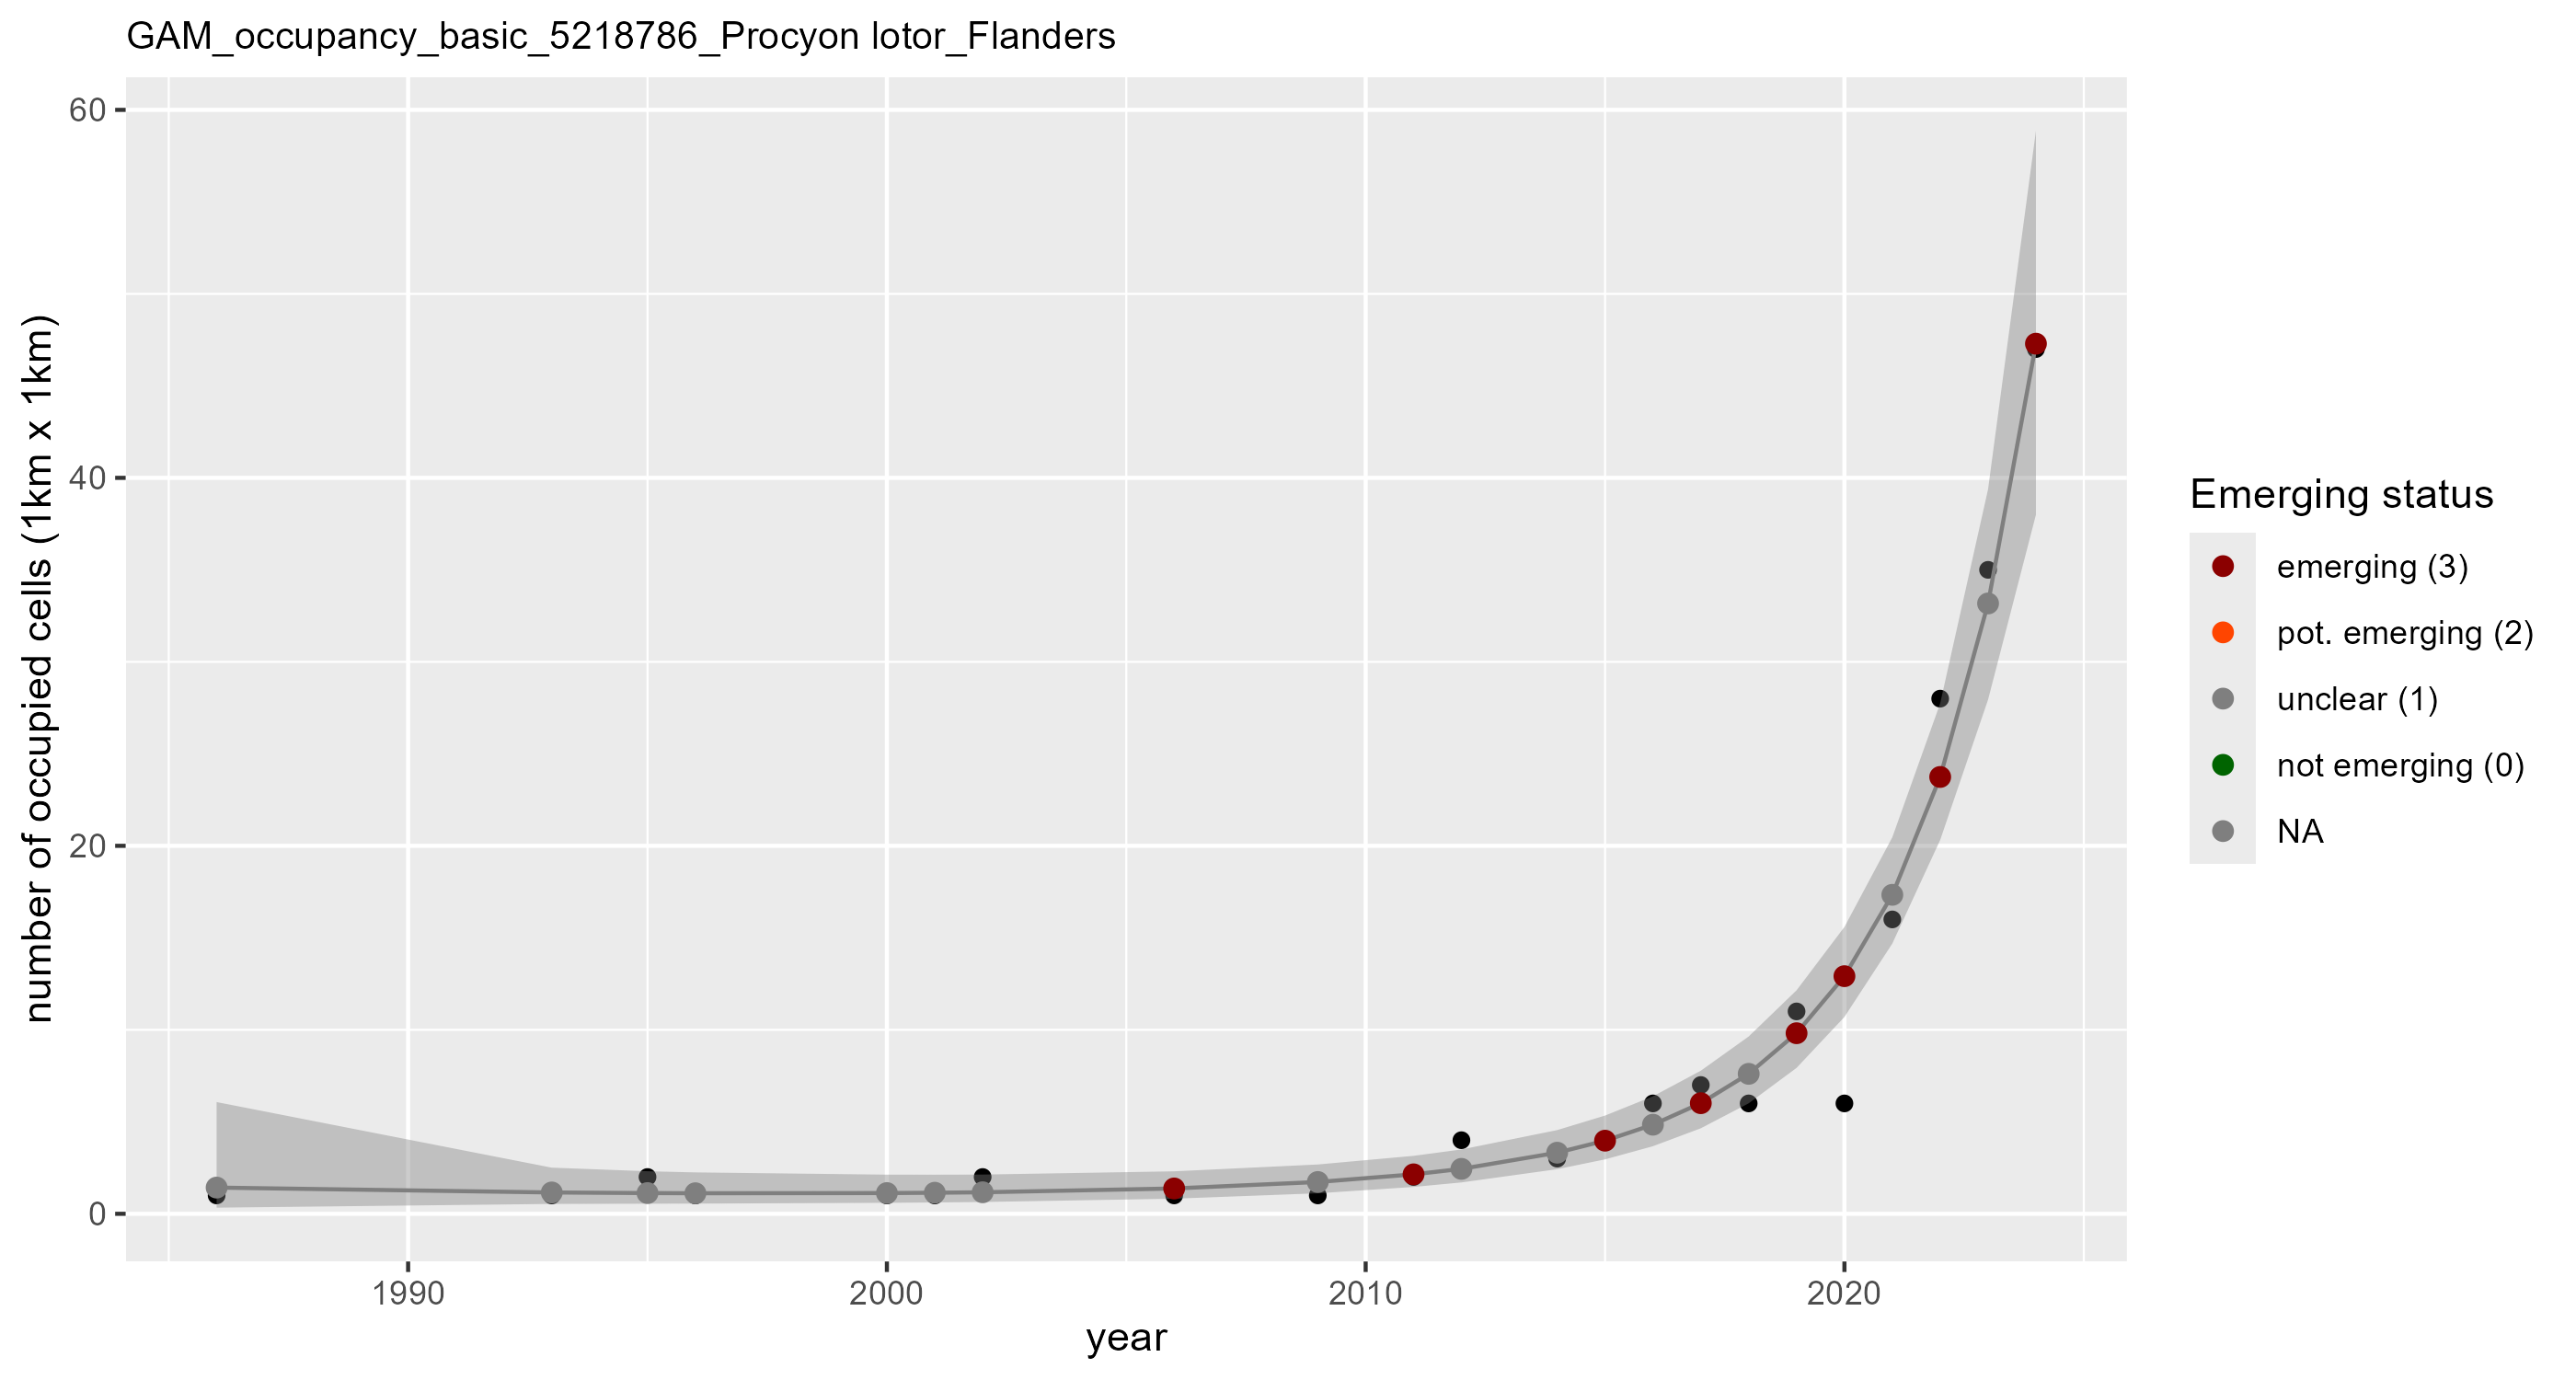 GAM_occupancy_basic_5218786_Procyon lotor_Flanders
number of occupied cells (1km x 1km)
60
40
20
0
1990
2000
2010
2020
year
Emerging status
emerging (3)
pot. emerging (2)
unclear (1)
not emerging (0)
NA